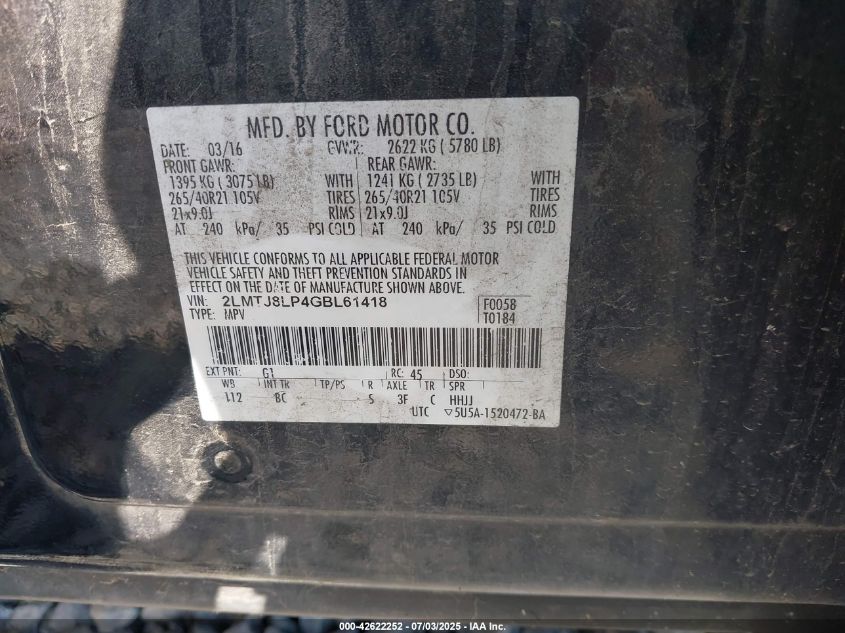 MFD. BY FORD MOTOR CO.
DATE: 03/16 GVWR: 2622 KG ( 5780 LB)
FRONT GAWR: REAR GAWR:
1395 KG ( 3075 LB) WITH 1241 KG ( 2735 LB) WITH
265/40R21 105V TIRES 265/40R21 105V TIRES
21x9.0J RIMS 21x9.0J RIMS
AT 240 kPa/ 35 PSI COLD AT 240 kPa/ 35 PSI COLD
THIS VEHICLE CONFORMS TO ALL APPLICABLE FEDERAL MOTOR
VEHICLE SAFETY AND THEFT PREVENTION STANDARDS IN
EFFECT ON THE DATE OF MANUFACTURE SHOWN ABOVE.
VIN: 2LMTJ8LP4GBL61418 F0058
TYPE: MPV T0184
EXT PNT: G1 RC: 45 DSO:
WB INT TR TP/PS R AXLE TR SPR
112 8C S 3F C HHJJ
UTC ▽5U5A-1520472-BA
000-42622252 - 07/03/2025 - IAA Inc.